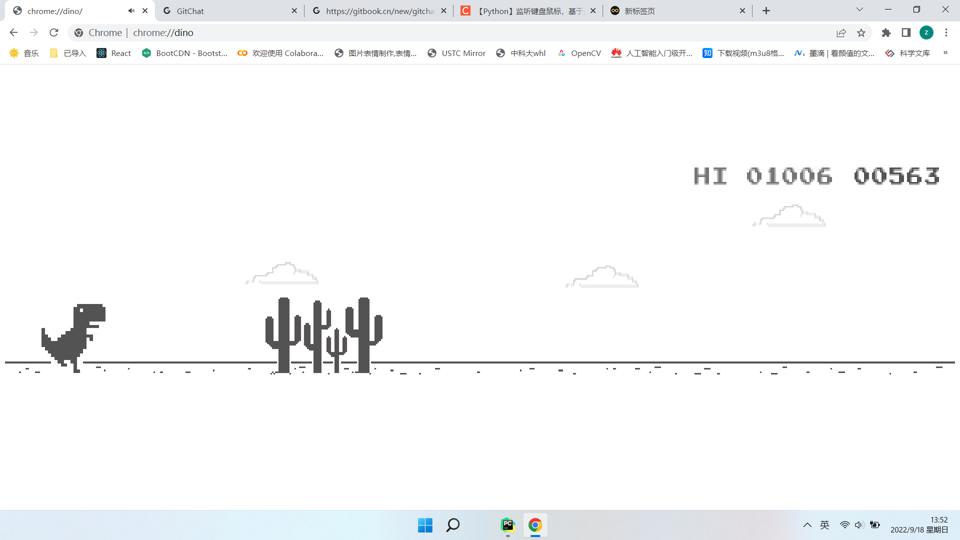 chrome://dino/
GitChat
https://gitbook.cn/new/gitcha
【Python】监听键盘鼠标，基于
新标签页
Chrome | chrome://dino
z
音乐
已导入
React
BootCDN - Bootst...
欢迎使用 Colabora...
图片表情制作,表情...
USTC Mirror
中科大whl
OpenCV
人工智能入门极开...
知 下载视频(m3u8格...
墨滴 | 看颜值的文...
科学文库
»
HI 01006 00563
PC
英
13:52
2022/9/18 星期日